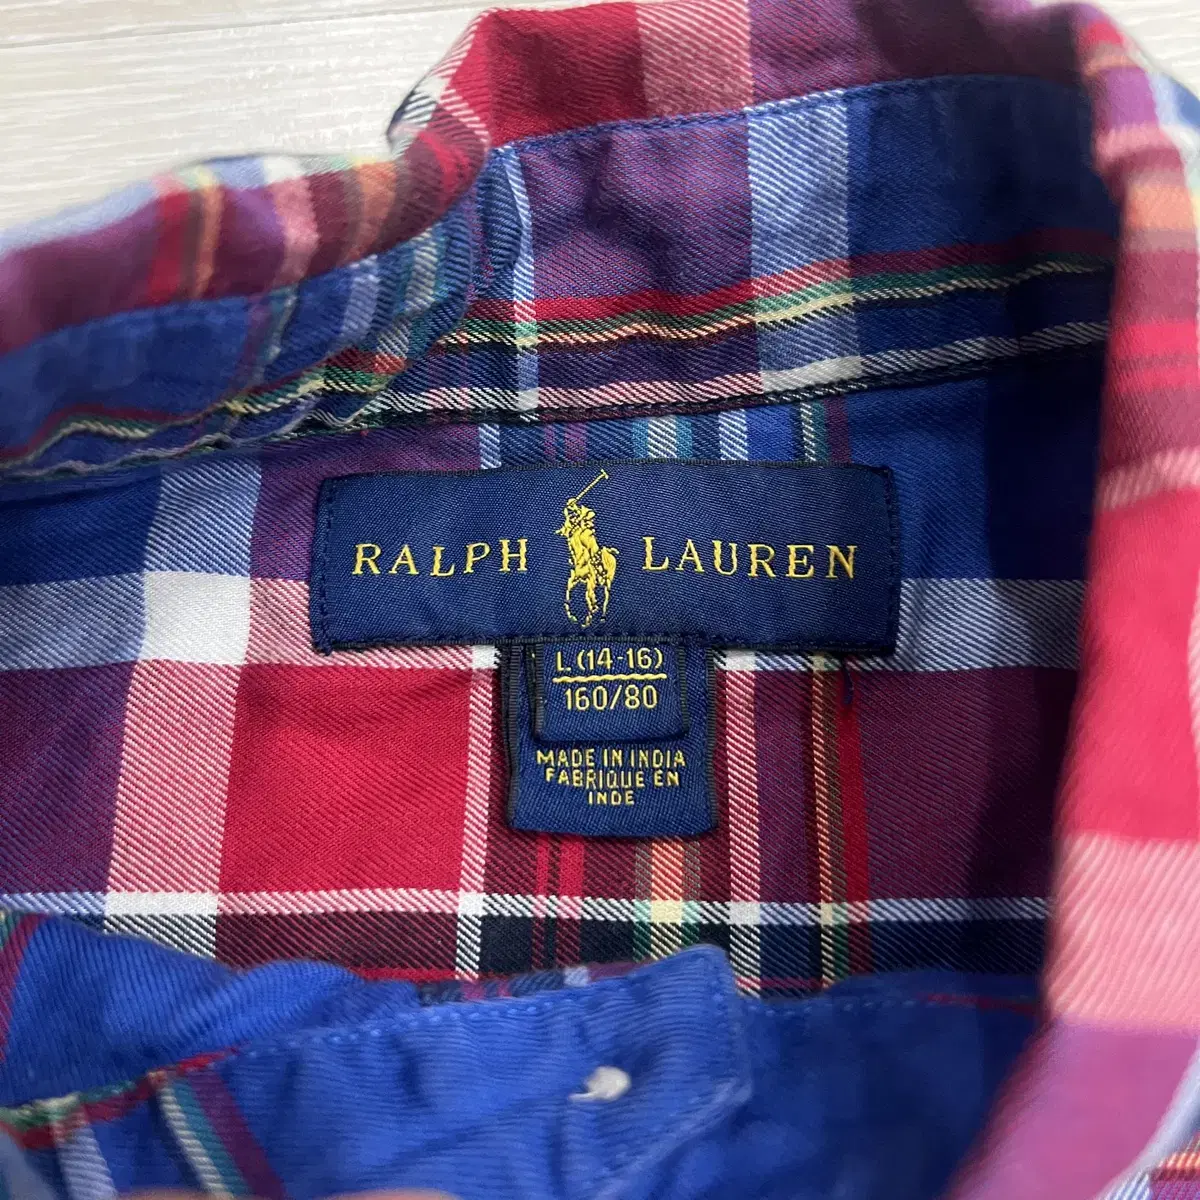 RALPH LAUREN
L (14-16)
160/80
MADE IN INDIA
FABRIQUE EN
INDE